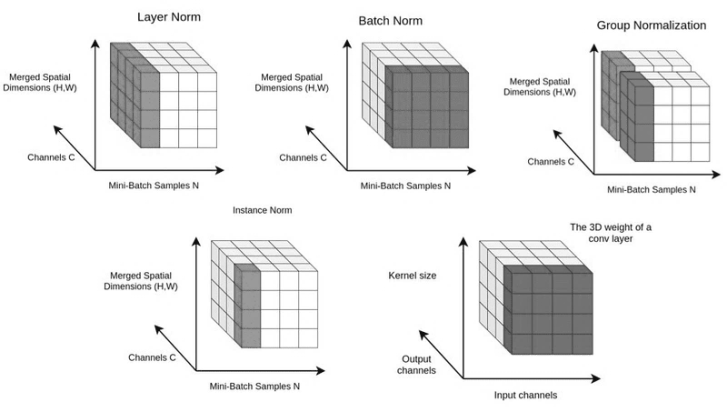 Layer Norm
Merged Spatial
Dimensions (H,W)
Channels C
Mini-Batch Samples N
Batch Norm
Merged Spatial
Dimensions (H,W)
Channels C
Mini-Batch Samples N
Group Normalization
Merged Spatial
Dimensions (H,W)
Channels C
Mini-Batch Samples N
Instance Norm
Merged Spatial
Dimensions (H,W)
Channels C
Mini-Batch Samples N
The 3D weight of a
conv layer
Kernel size
Output
channels
Input channels